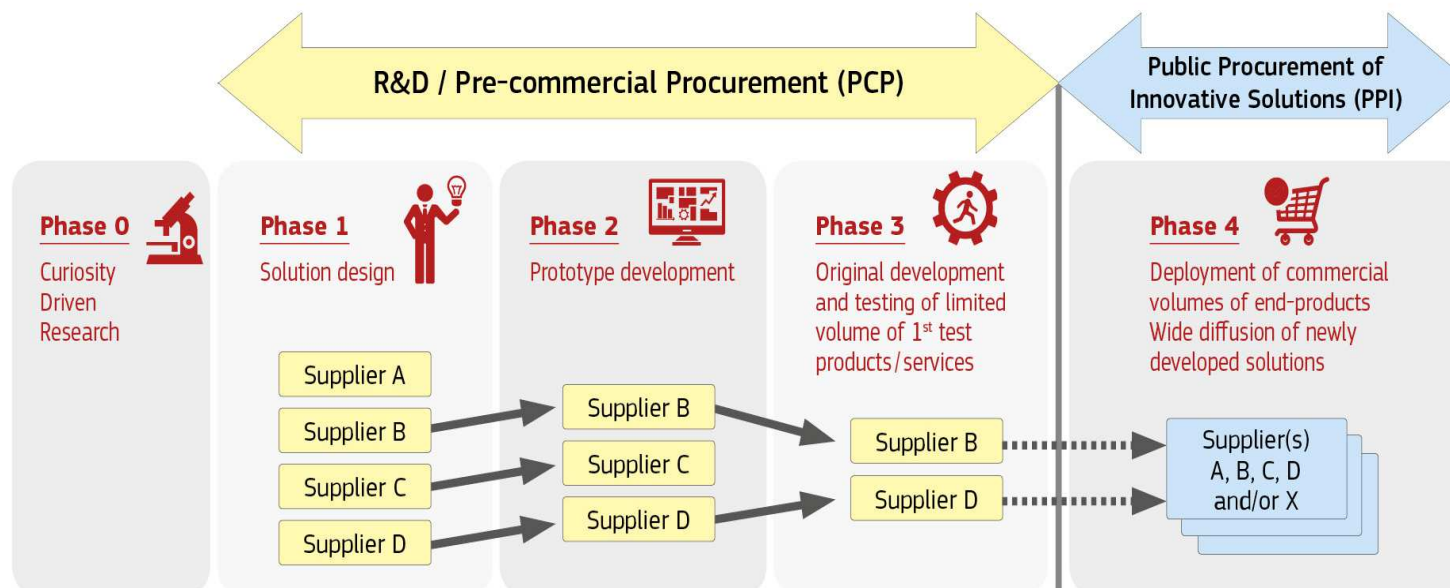 R&D / Pre-commercial Procurement (PCP)
Public Procurement of
Innovative Solutions (PPI)
Phase 0
Curiosity
Driven
Research
Phase 1
Solution design
Supplier A
Supplier B
Supplier C
Supplier D
Phase 2
Prototype development
Supplier B
Supplier C
Supplier D
Phase 3
Original development
and testing of limited
volume of 1st test
products/services
Supplier B
Supplier D
Phase 4
Deployment of commercial
volumes of end-products
Wide diffusion of newly
developed solutions
Supplier(s)
A, B, C, D
and/or X